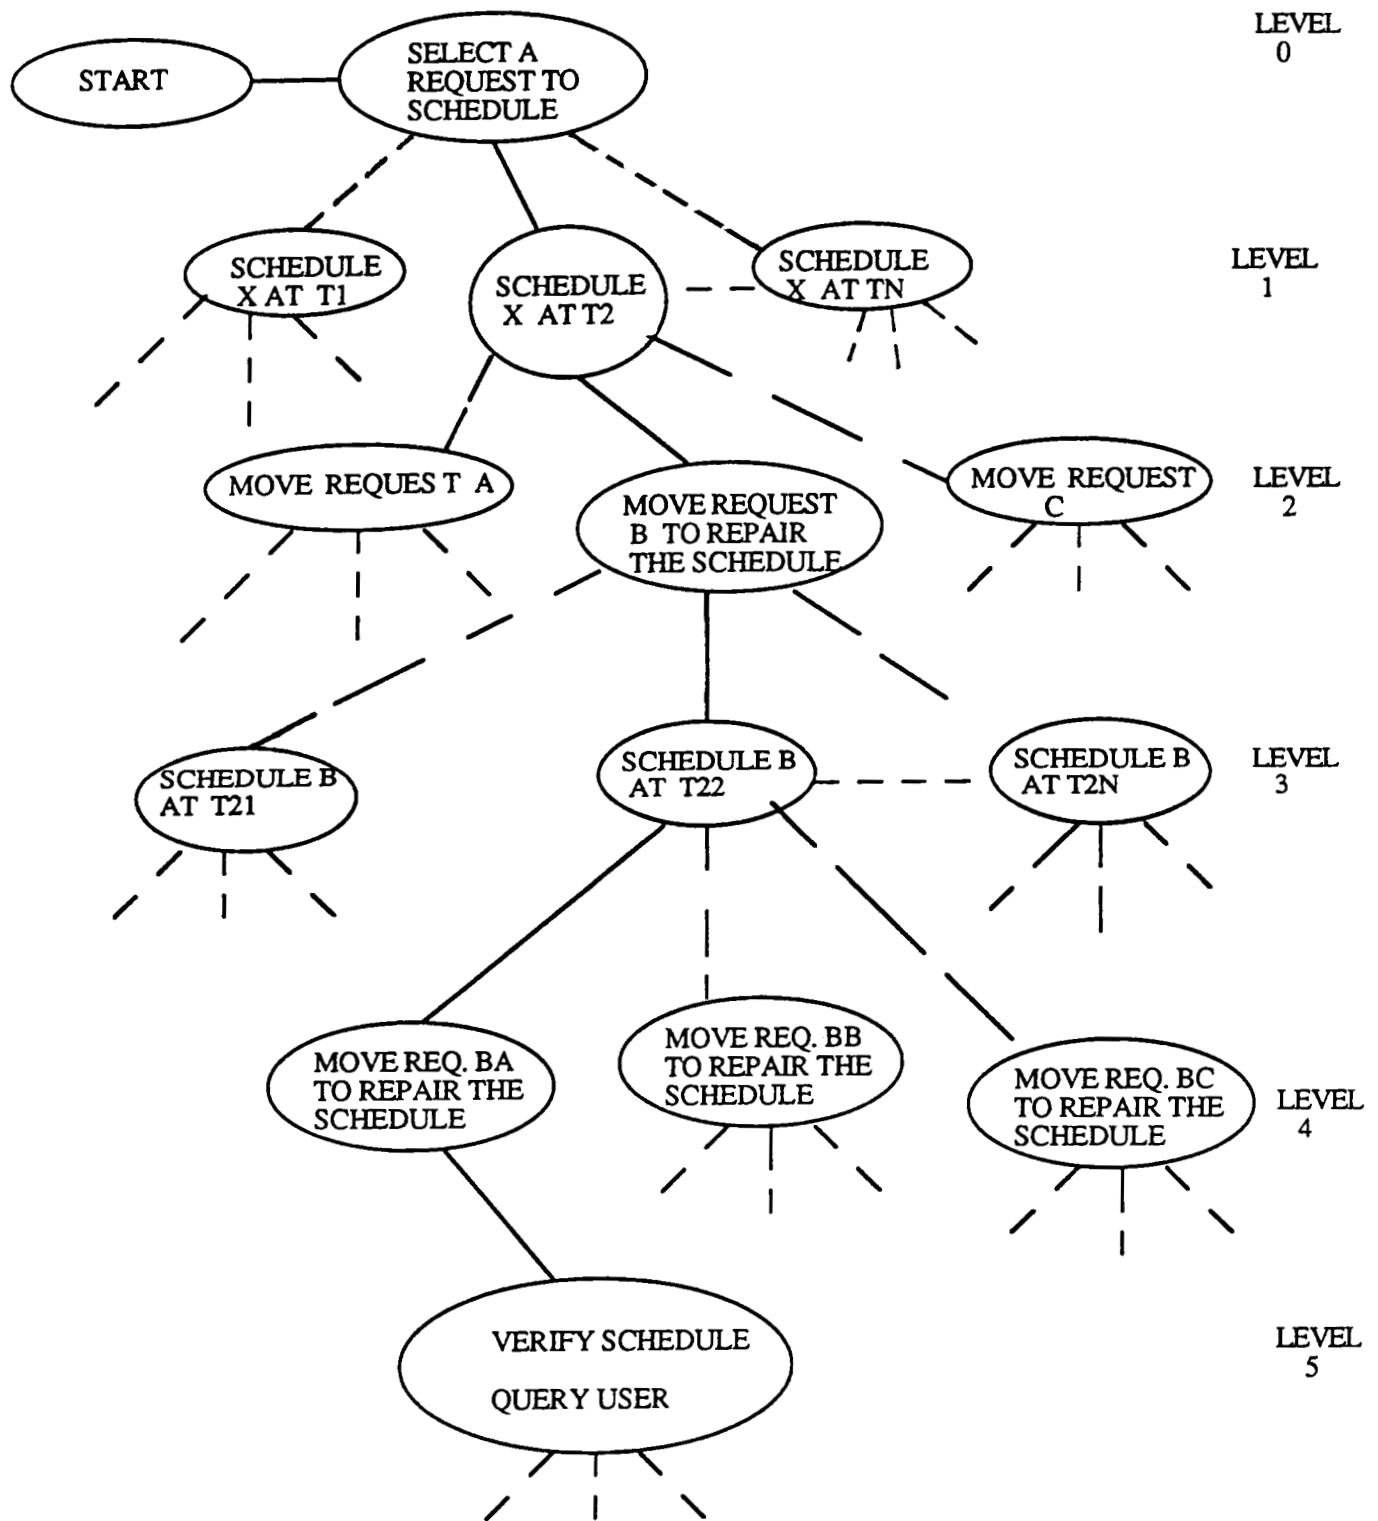 LEVEL
0
START
SELECT A
REQUEST TO
SCHEDULE
SCHEDULE
X AT T1
SCHEDULE
X AT T2
SCHEDULE
X AT TN
LEVEL
1
MOVE REQUEST A
MOVE REQUEST
B TO REPAIR
THE SCHEDULE
MOVE REQUEST
C
LEVEL
2
SCHEDULE B
AT T21
SCHEDULE B
AT T22
SCHEDULE B
AT T2N
LEVEL
3
MOVE REQ. BA
TO REPAIR THE
SCHEDULE
MOVE REQ. BB
TO REPAIR THE
SCHEDULE
MOVE REQ. BC
TO REPAIR THE
SCHEDULE
LEVEL
4
VERIFY SCHEDULE
QUERY USER
LEVEL
5